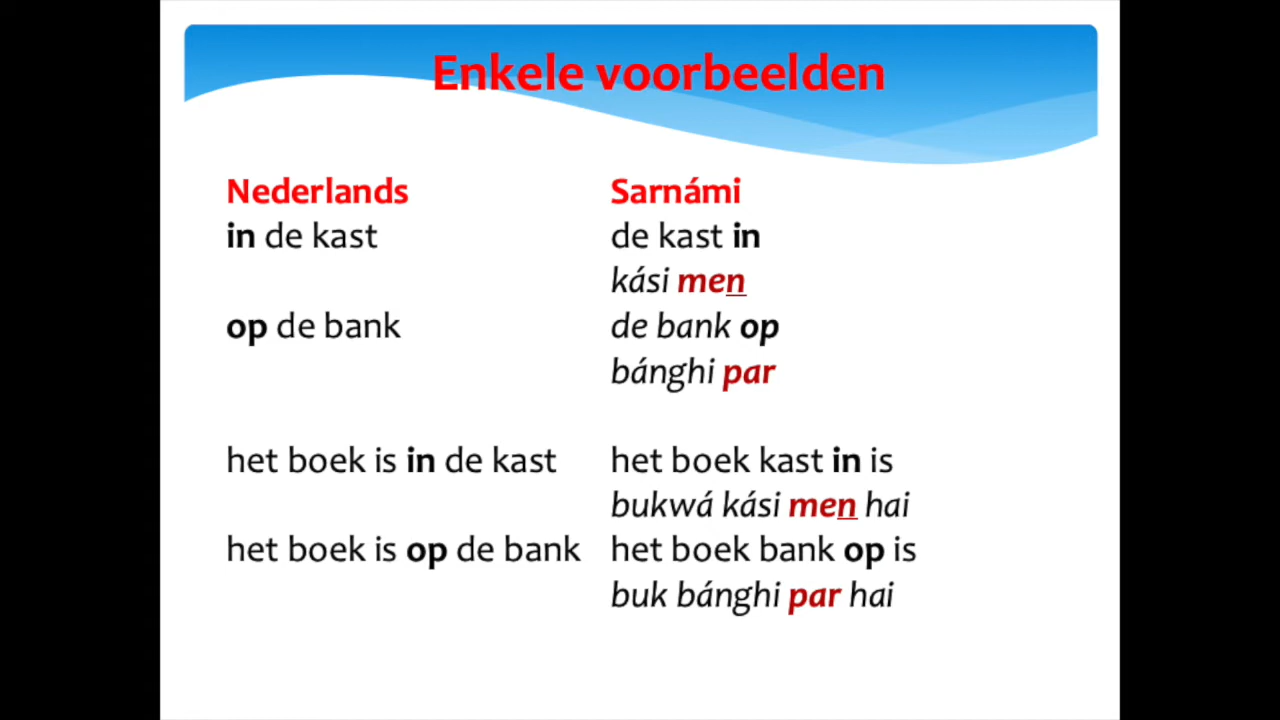 Enkele voorbeelden
Nederlands Sarnámi
in de kast de kast in
kási men
op de bank de bank op
bánghi par
het boek is in de kast het boek kast in is
bukwá kási men hai
het boek is op de bank het boek bank op is
buk bánghi par hai